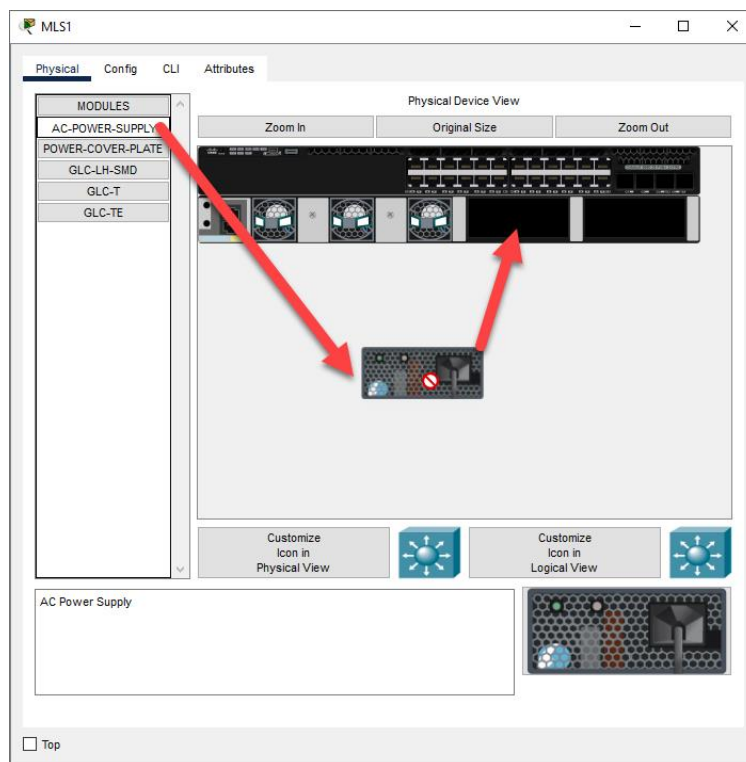 MLS1
Physical Config CLI Attributes
MODULES
AC-POWER-SUPPLY
POWER-COVER-PLATE
GLC-LH-SMD
GLC-T
GLC-TE
Physical Device View
Zoom In Original Size Zoom Out
Customize
Icon in
Physical View
Customize
Icon in
Logical View
AC Power Supply
Top